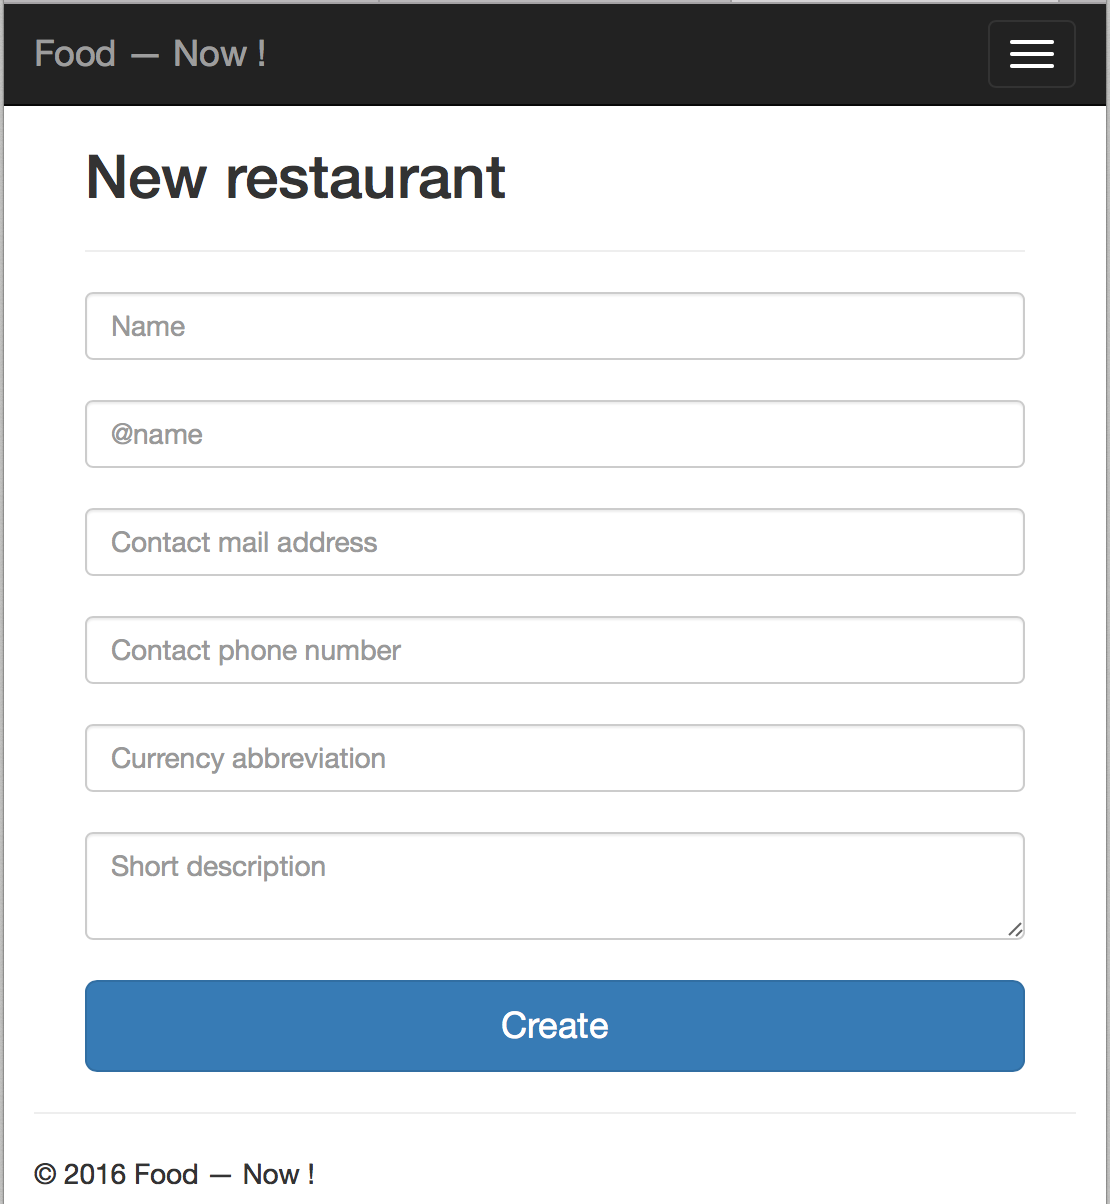 Food — Now !
New restaurant
Name
@name
Contact mail address
Contact phone number
Currency abbreviation
Short description
Create
© 2016 Food — Now !